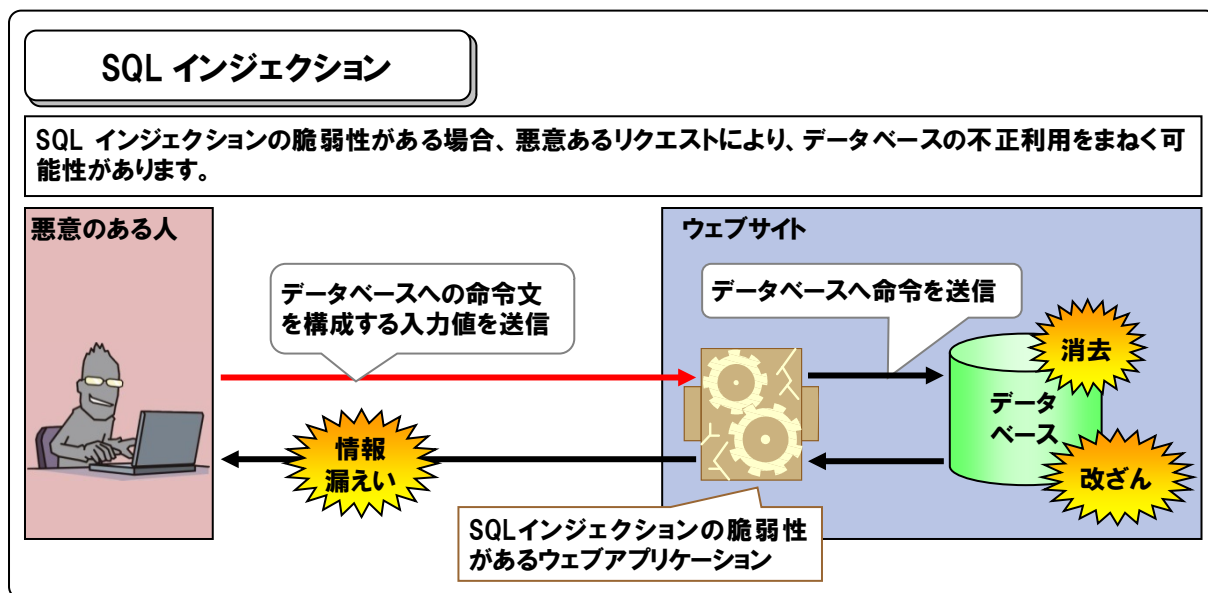 SQL インジェクション
SQL インジェクションの脆弱性がある場合、悪意あるリクエストにより、データベースの不正利用をまねく可
能性があります。
悪意のある人
ウェブサイト
データベースへの命令文
を構成する入力値を送信
データベースへ命令を送信
消去
データ
ベース
改ざん
情報
漏えい
SQLインジェクションの脆弱性
があるウェブアプリケーション